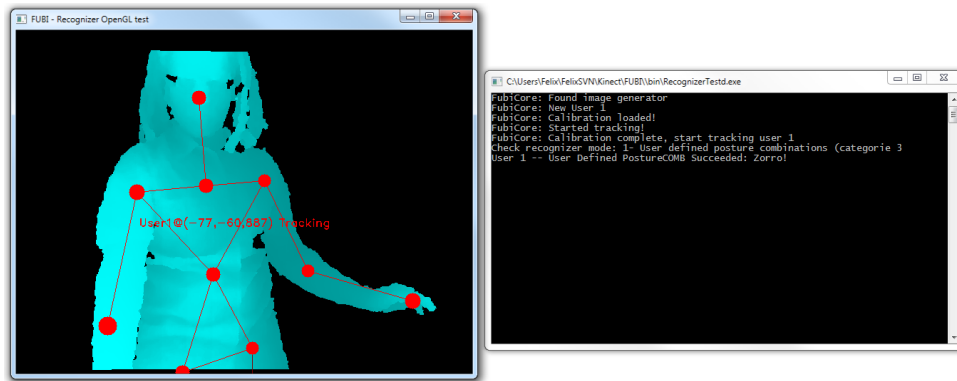 FUBI - Recognizer OpenGL test
User1@(-77,-60,887) Tracking
C:\Users\Felix\FelixSVN\Kinect\FUBI\\bin\RecognizerTestd.exe
FubiCore: Found image generator
FubiCore: New User 1
FubiCore: Calibration loaded!
FubiCore: Started tracking!
FubiCore: Calibration complete, start tracking user 1
Check recognizer mode: 1- User defined posture combinations (categorie 3
User 1 -- User Defined PostureCOMB Succeeded: Zorro!